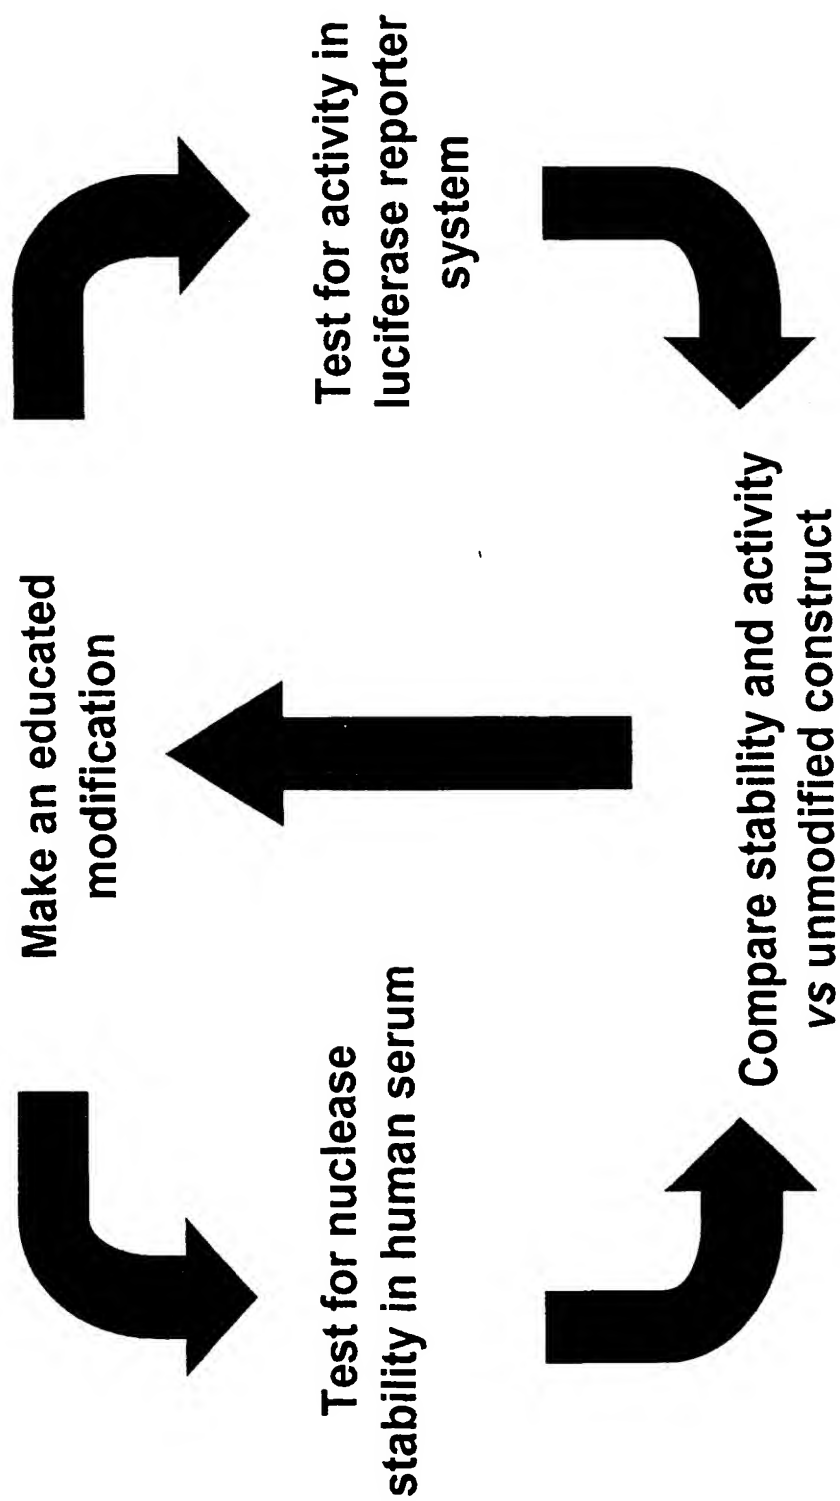 Make an educated
modification
Test for nuclease
stability in human serum
Test for activity in
luciferase reporter
system
Compare stability and activity
vs unmodified construct